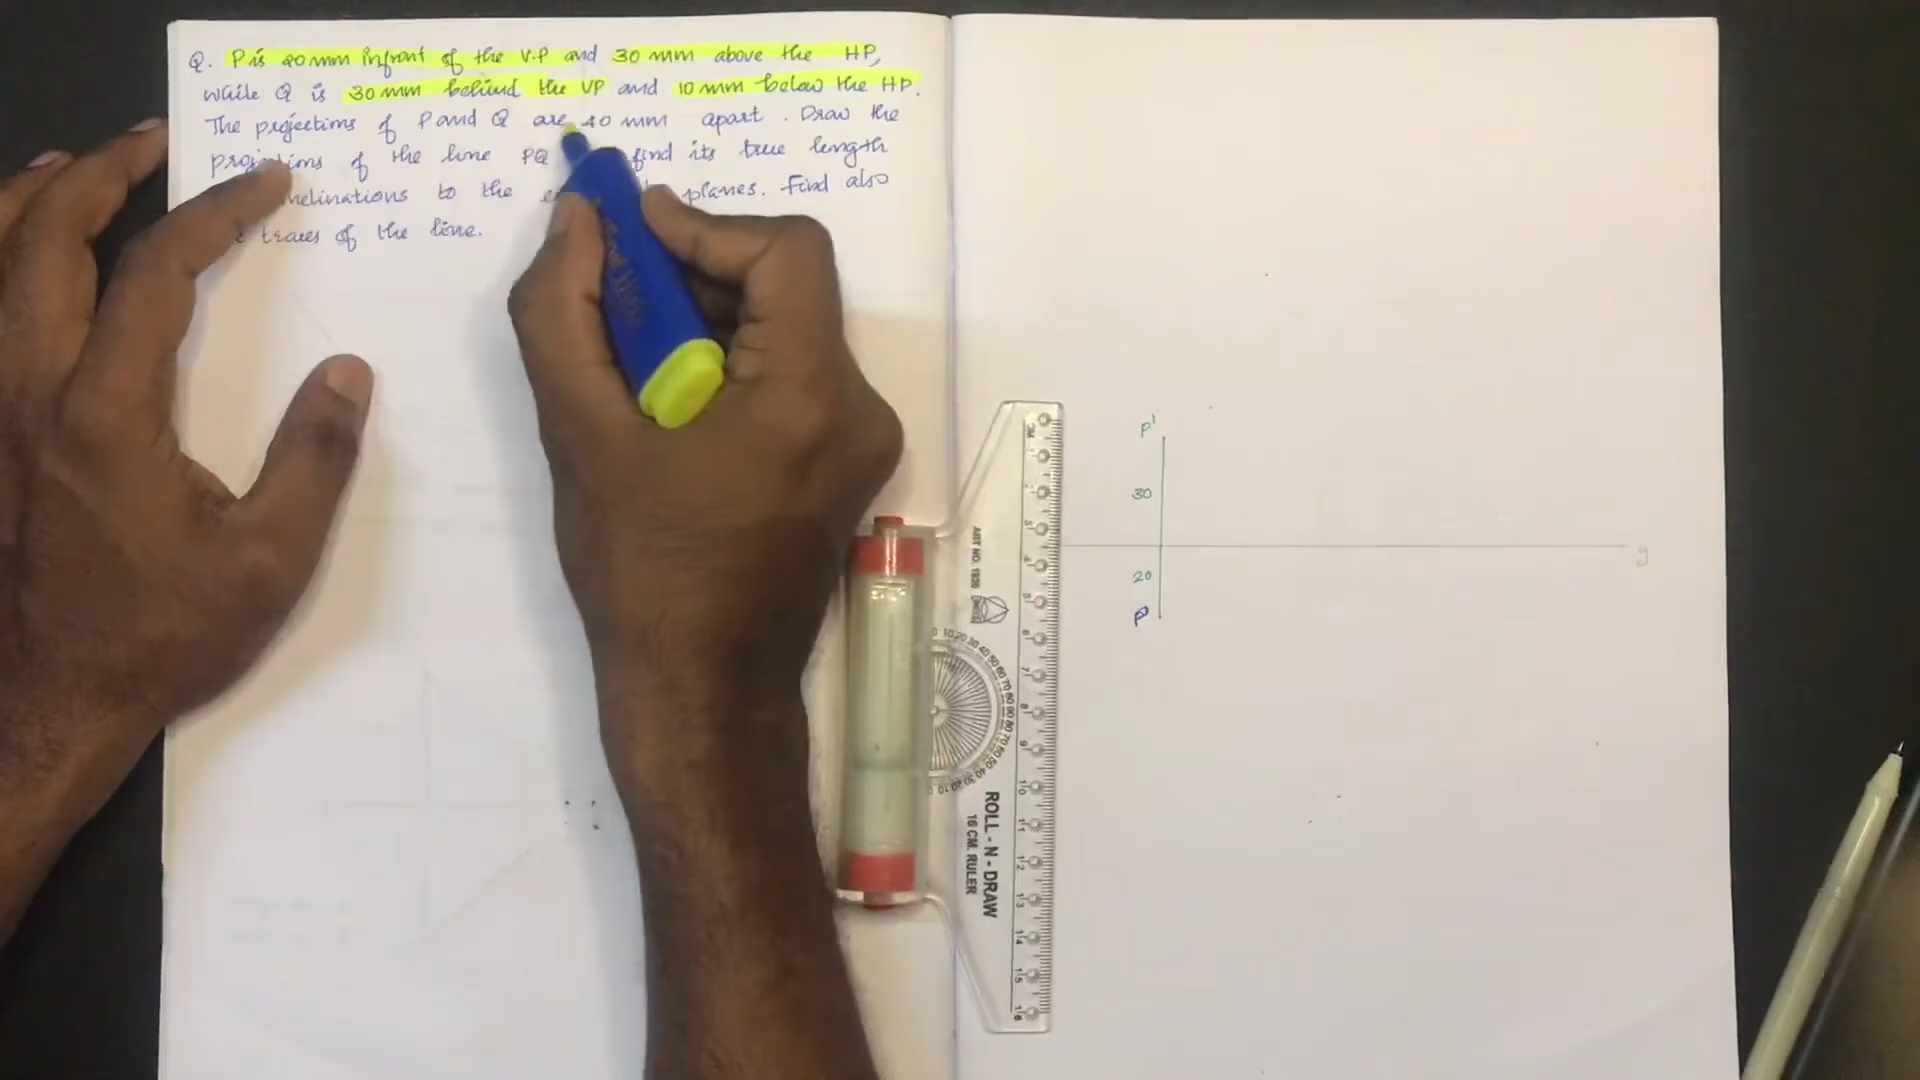 Q. P is 20 mm infront of the V.P and 30 mm above the HP,
while Q is 30 mm behind the VP and 10 mm below the HP.
The projections of P and Q are 40 mm apart. Draw the
projections of the line PQ find its true length
inclinations to the planes. Find also
traces of the line.
P'
30
20
P
y
ART NO. 1936
ROLL-N-DRAW
16 CM. RULER